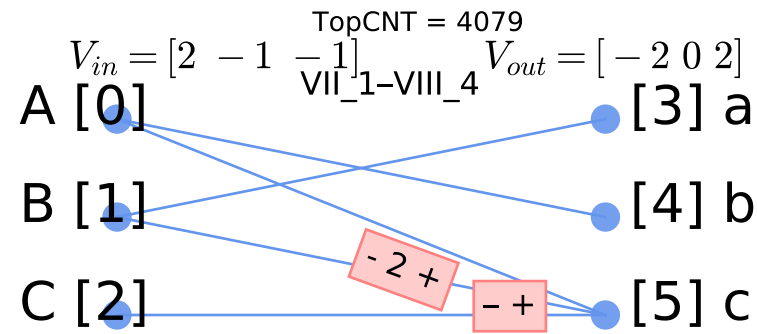 TopCNT = 4079
V_in = [2 − 1 − 1] V_out = [− 2 0 2]
VII_1–VIII_4
A [0] [3] a
B [1] [4] b
- 2 +
C [2] – + [5] c